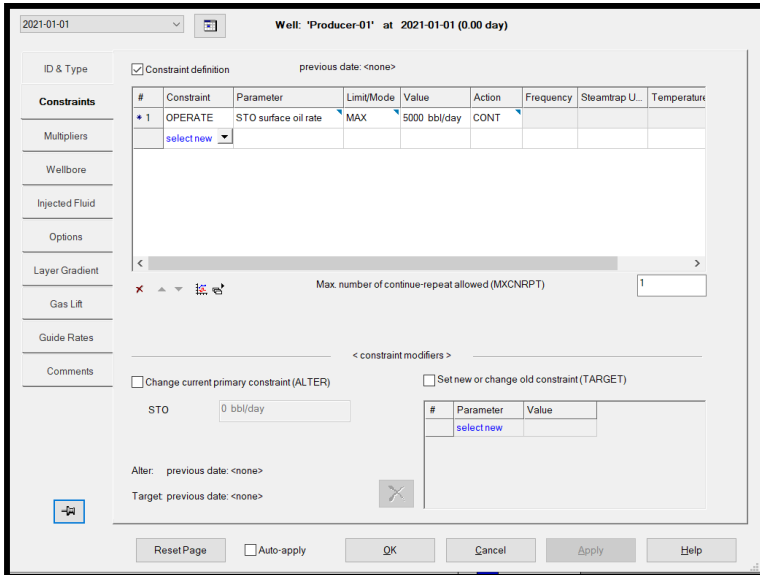 2021-01-01
Well: 'Producer-01' at 2021-01-01 (0.00 day)
ID & Type
Constraints
Multipliers
Wellbore
Injected Fluid
Options
Layer Gradient
Gas Lift
Guide Rates
Comments
Constraint definition
previous date: <none>
# Constraint Parameter Limit/Mode Value Action Frequency Steamtrap U... Temperature
* 1 OPERATE STO surface oil rate MAX 5000 bbl/day CONT
select new
Max. number of continue-repeat allowed (MXCNRPT) 1
< constraint modifiers >
Change current primary constraint (ALTER)
STO 0 bbl/day
Set new or change old constraint (TARGET)
# Parameter Value
select new
Alter: previous date: <none>
Target: previous date: <none>
Reset Page Auto-apply OK Cancel Apply Help